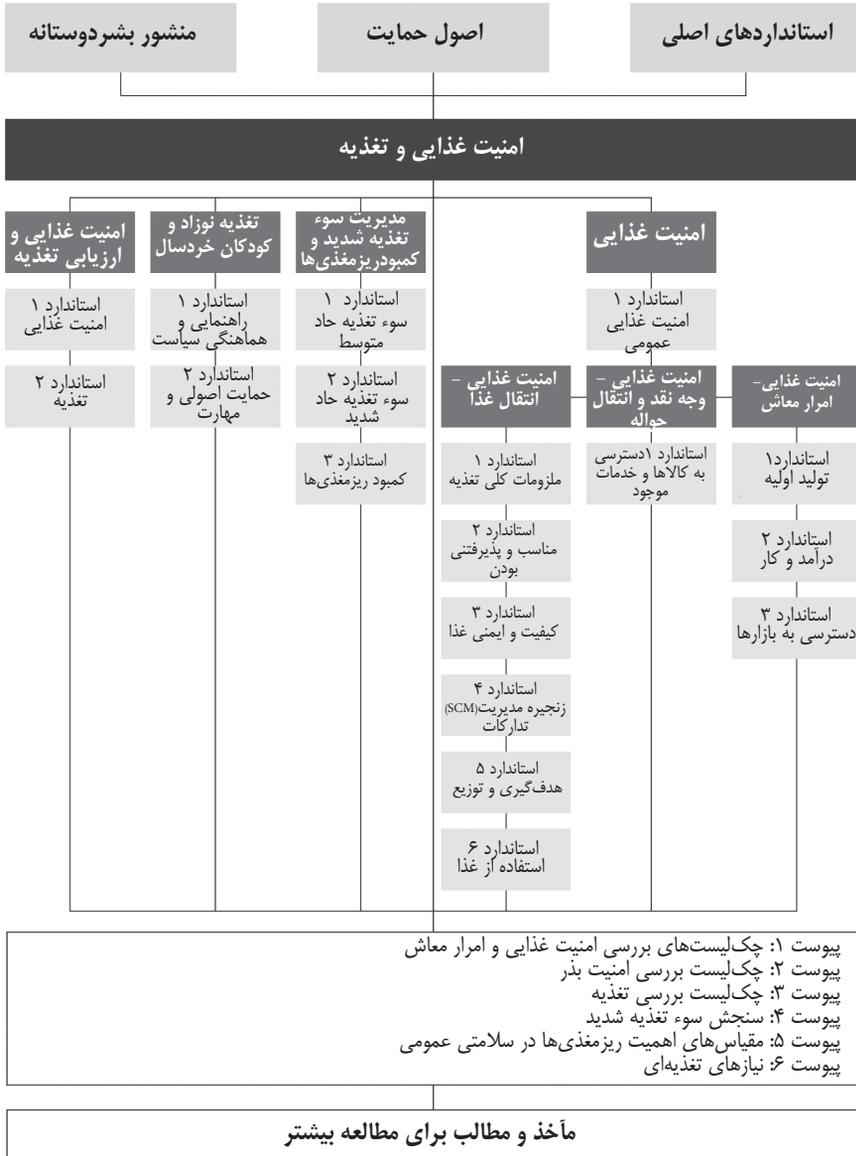 استانداردهای اصلی
اصول حمایت
منشور بشردوستانه
امنیت غذایی و تغذیه
امنیت غذایی
استاندارد ۱
امنیت غذایی
عمومی
امنیت غذایی–
امرار معاش
استاندارد۱
تولید اولیه
استاندارد ۲
درآمد و کار
استاندارد ۳
دسترسی به بازارها
امنیت غذایی –
وجه نقد و انتقال
حواله
استاندارد ۱دسترسی
به کالاها و خدمات
موجود
امنیت غذایی –
انتقال غذا
استاندارد ۱
ملزومات کلی تغذیه
استاندارد ۲
مناسب و پذیرفتنی
بودن
استاندارد ۳
کیفیت و ایمنی غذا
استاندارد ۴
زنجیره مدیریت(SCM)
تدارکات
استاندارد ۵
هدف‌گیری و توزیع
استاندارد ۶
استفاده از غذا
مدیریت سوء
تغذیه شدید و
کمبودریزمغذی‌ها
استاندارد ۱
سوء تغذیه حاد
متوسط
استاندارد ۲
سوء تغذیه حاد
شدید
استاندارد ۳
کمبود ریزمغذی‌ها
تغذیه نوزاد و
کودکان خردسال
استاندارد ۱
راهنمایی و
هماهنگی سیاست
استاندارد ۲
حمایت اصولی و
مهارت
امنیت غذایی و
ارزیابی تغذیه
استاندارد ۱
امنیت غذایی
استاندارد ۲
تغذیه
پیوست ۱: چک‌لیست‌های بررسی امنیت غذایی و امرار معاش
پیوست ۲: چک‌لیست بررسی امنیت بذر
پیوست ۳: چک‌لیست بررسی تغذیه
پیوست ۴: سنجش سوء تغذیه شدید
پیوست ۵: مقیاس‌های اهمیت ریزمغذی‌ها در سلامتی عمومی
پیوست ۶: نیازهای تغذیه‌ای
مآخذ و مطالب برای مطالعه بیشتر